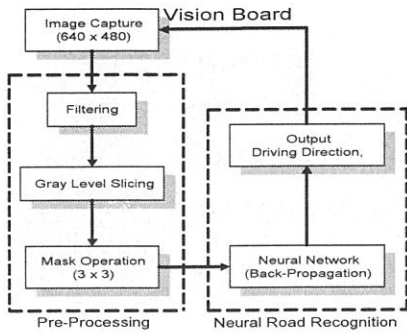 Vision Board
Image Capture
(640 x 480)
Filtering
Gray Level Slicing
Mask Operation
(3 x 3)
Pre-Processing
Output
Driving Direction,
Neural Network
(Back-Propagation)
Neural Road Recognition